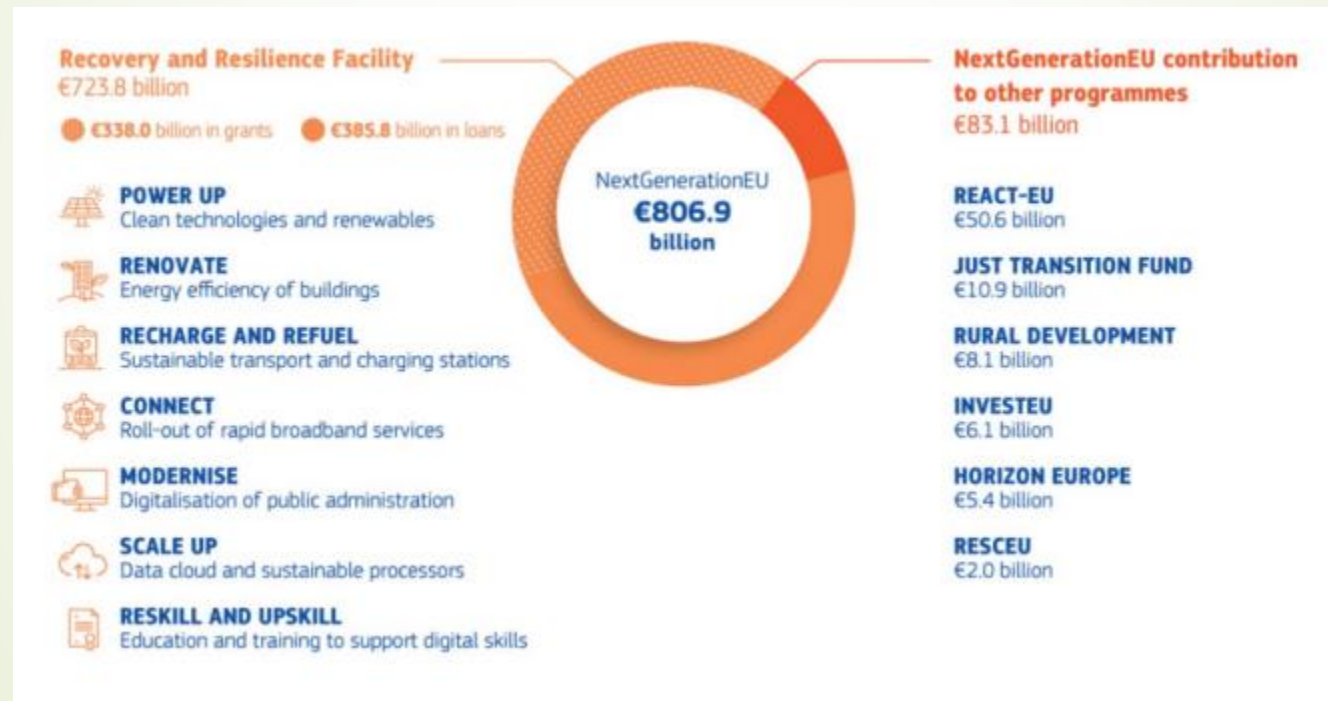 Recovery and Resilience Facility
€723.8 billion
€338.0 billion in grants
€385.8 billion in loans
POWER UP
Clean technologies and renewables
RENOVATE
Energy efficiency of buildings
RECHARGE AND REFUEL
Sustainable transport and charging stations
CONNECT
Roll-out of rapid broadband services
MODERNISE
Digitalisation of public administration
SCALE UP
Data cloud and sustainable processors
RESKILL AND UPSKILL
Education and training to support digital skills
NextGenerationEU
€806.9
billion
NextGenerationEU contribution
to other programmes
€83.1 billion
REACT-EU
€50.6 billion
JUST TRANSITION FUND
€10.9 billion
RURAL DEVELOPMENT
€8.1 billion
INVESTEU
€6.1 billion
HORIZON EUROPE
€5.4 billion
RESCEU
€2.0 billion